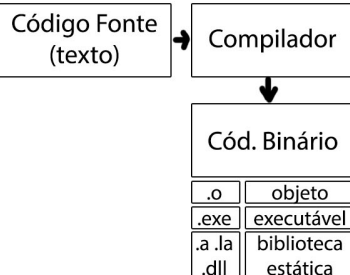 Código Fonte
(texto)
Compilador
Cód. Binário
.o objeto
.exe executável
.a .la biblioteca
.dll estática